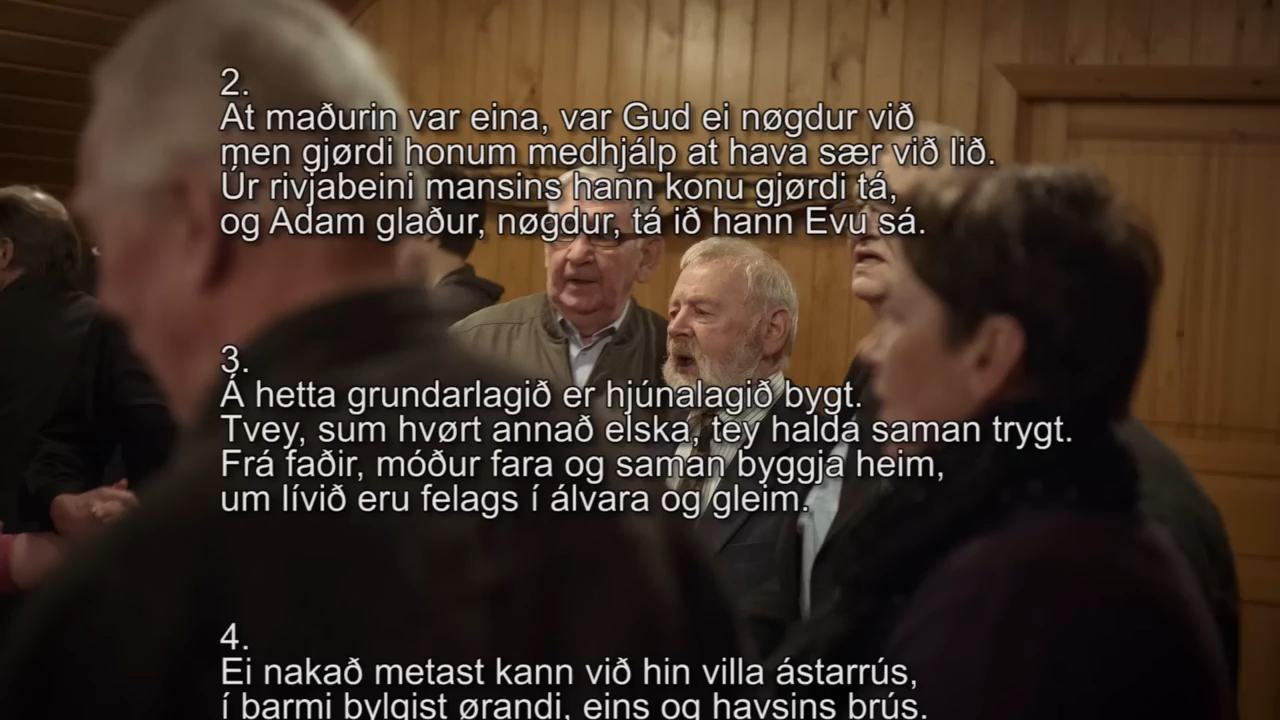 2.
At maðurin var eina, var Gud ei nøgdur við
men gjørdi honum medhjálp at hava sær við lið.
Úr rivjabeini mansins hann konu gjørdi tá,
og Adam glaður, nøgdur, tá ið hann Evu sá.
3.
Á hetta grundarlagið er hjúnalagið bygt.
Tvey, sum hvørt annað elska, tey halda saman trygt.
Frá faðir, móður fara og saman byggja heim,
um lívið eru felags í álvara og gleim.
4.
Ei nakað metast kann við hin villa ástarrús,
í barmi bylgist ørandi, eins og havsins brús.